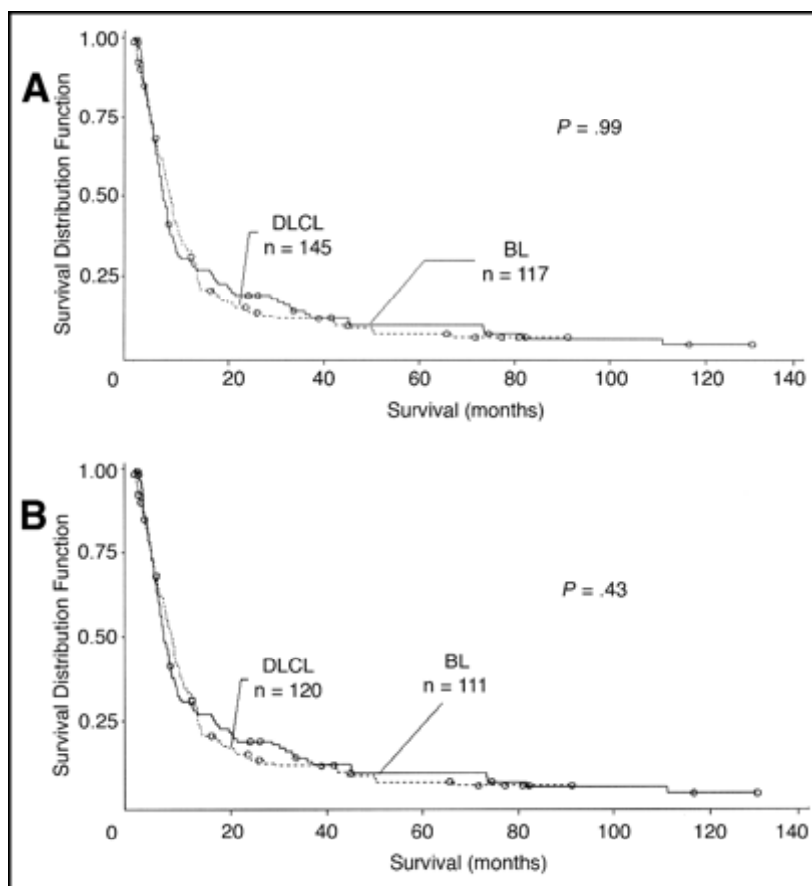 A
Survival Distribution Function
1.00
0.75
0.50
0.25
P = .99
DLCL
n = 145
BL
n = 117
0 20 40 60 80 100 120 140
Survival (months)
B
Survival Distribution Function
1.00
0.75
0.50
0.25
P = .43
DLCL
n = 120
BL
n = 111
0 20 40 60 80 100 120 140
Survival (months)